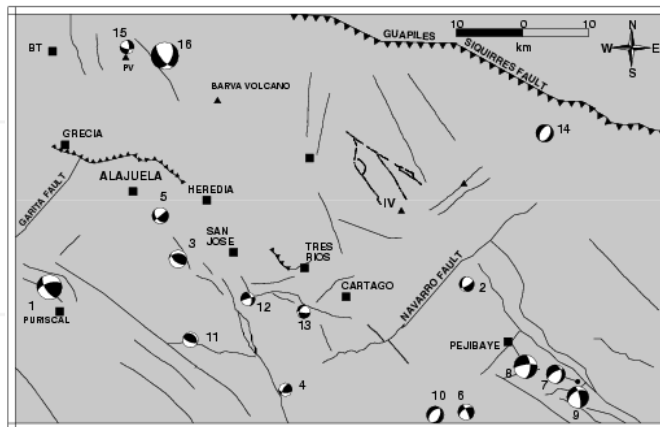 15
16
BT
PV
BARVA VOLCANO
GUAPILES
SIQUIRRES FAULT
10 0 10
km
N
W E
S
14
GRECIA
ALAJUELA
HEREDIA
GARITA FAULT
5
3
SAN
JOSE
TRES
RIOS
IV
NAVARRO FAULT
CARTAGO
1
PURISCAL
12
13
2
11
PEJIBAYE
8
7
9
4
10
6